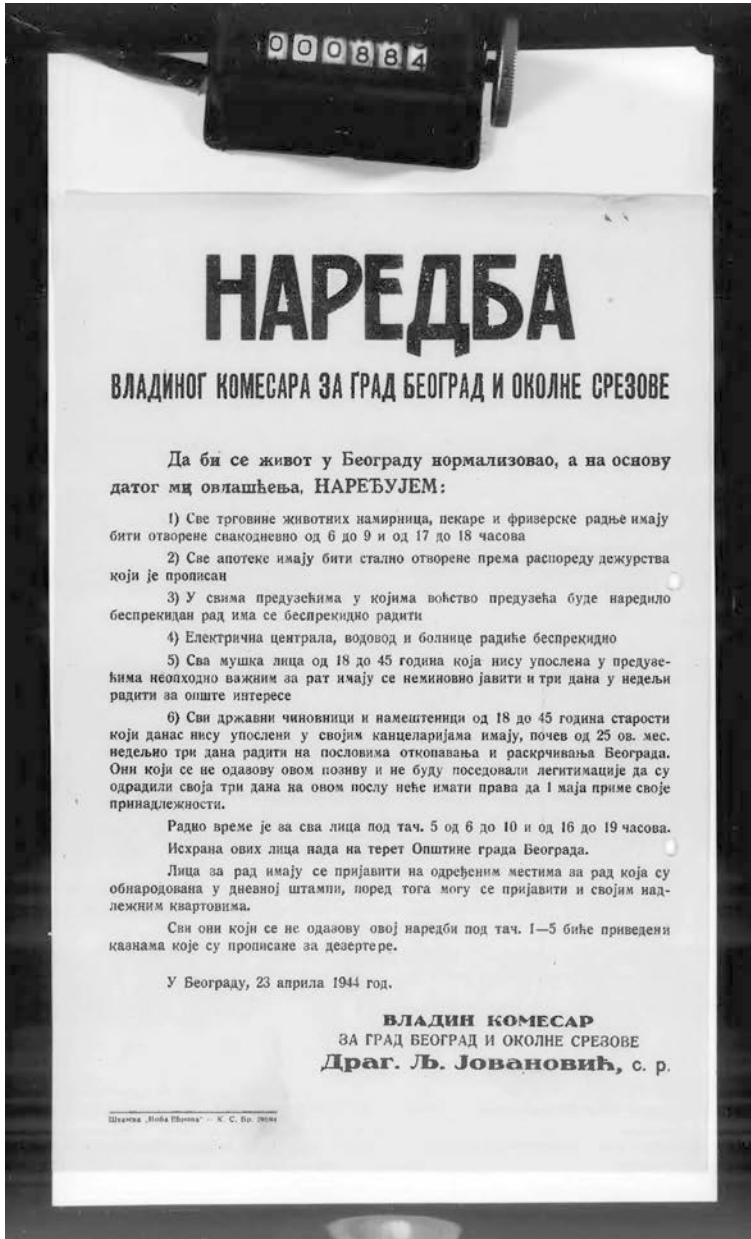 000884
НАРЕДБА
ВЛАДИНОГ КОМЕСАРА ЗА ГРАД БЕОГРАД И ОКОЛНЕ СРЕЗОВЕ
Да би се живот у Београду нормализовао, а на основу
датог ми овлашћења, НАРЕЂУЈЕМ:
1) Све трговине животних намирница, пекаре и фризерске радње имају
бити отворене свакодневно од 6 до 9 и од 17 до 18 часова
2) Све апотеке имају бити стално отворене према распореду дежурства
који је прописан
3) У свима предузећима у којима воћство предузећа буде наредило
беспрекидан рад има се беспрекидно радити
4) Електрична централа, водовод и болнице радиће беспрекидно
5) Сва мушка лица од 18 до 45 година која нису упослена у предузе-
ћима неопходно важним за рат имају се неминовно јавити и три дана у недељи
радити за опште интересе
6) Сви државни чиновници и намештеници од 18 до 45 година старости
који данас нису упослени у својим канцеларијама имају, почев од 25 ов. мес.
недељно три дана радити на пословима откопавања и раскрчивања Београда.
Они који се не одазову овом позиву и не буду поседовали легитимације да су
одрадили своја три дана на овом послу неће имати права да 1 маја приме своје
принадлежности.
Радно време је за сва лица под тач. 5 од 6 до 10 и од 16 до 19 часова.
Исхрана ових лица пада на терет Општине града Београда.
Лица за рад имају се пријавити на одређеним местима за рад која су
обнародована у дневној штампи, поред тога могу се пријавити и својим над-
лежним квартовима.
Сви они који се не одазову овој наредби под тач. 1—5 биће приведени
казнама које су прописане за дезертере.
У Београду, 23 априла 1944 год.
ВЛАДИН КОМЕСАР
ЗА ГРАД БЕОГРАД И ОКОЛНЕ СРЕЗОВЕ
Драг. Љ. Јовановић, с. р.
Штампа „Нова Европа“ — К. С. Бр.